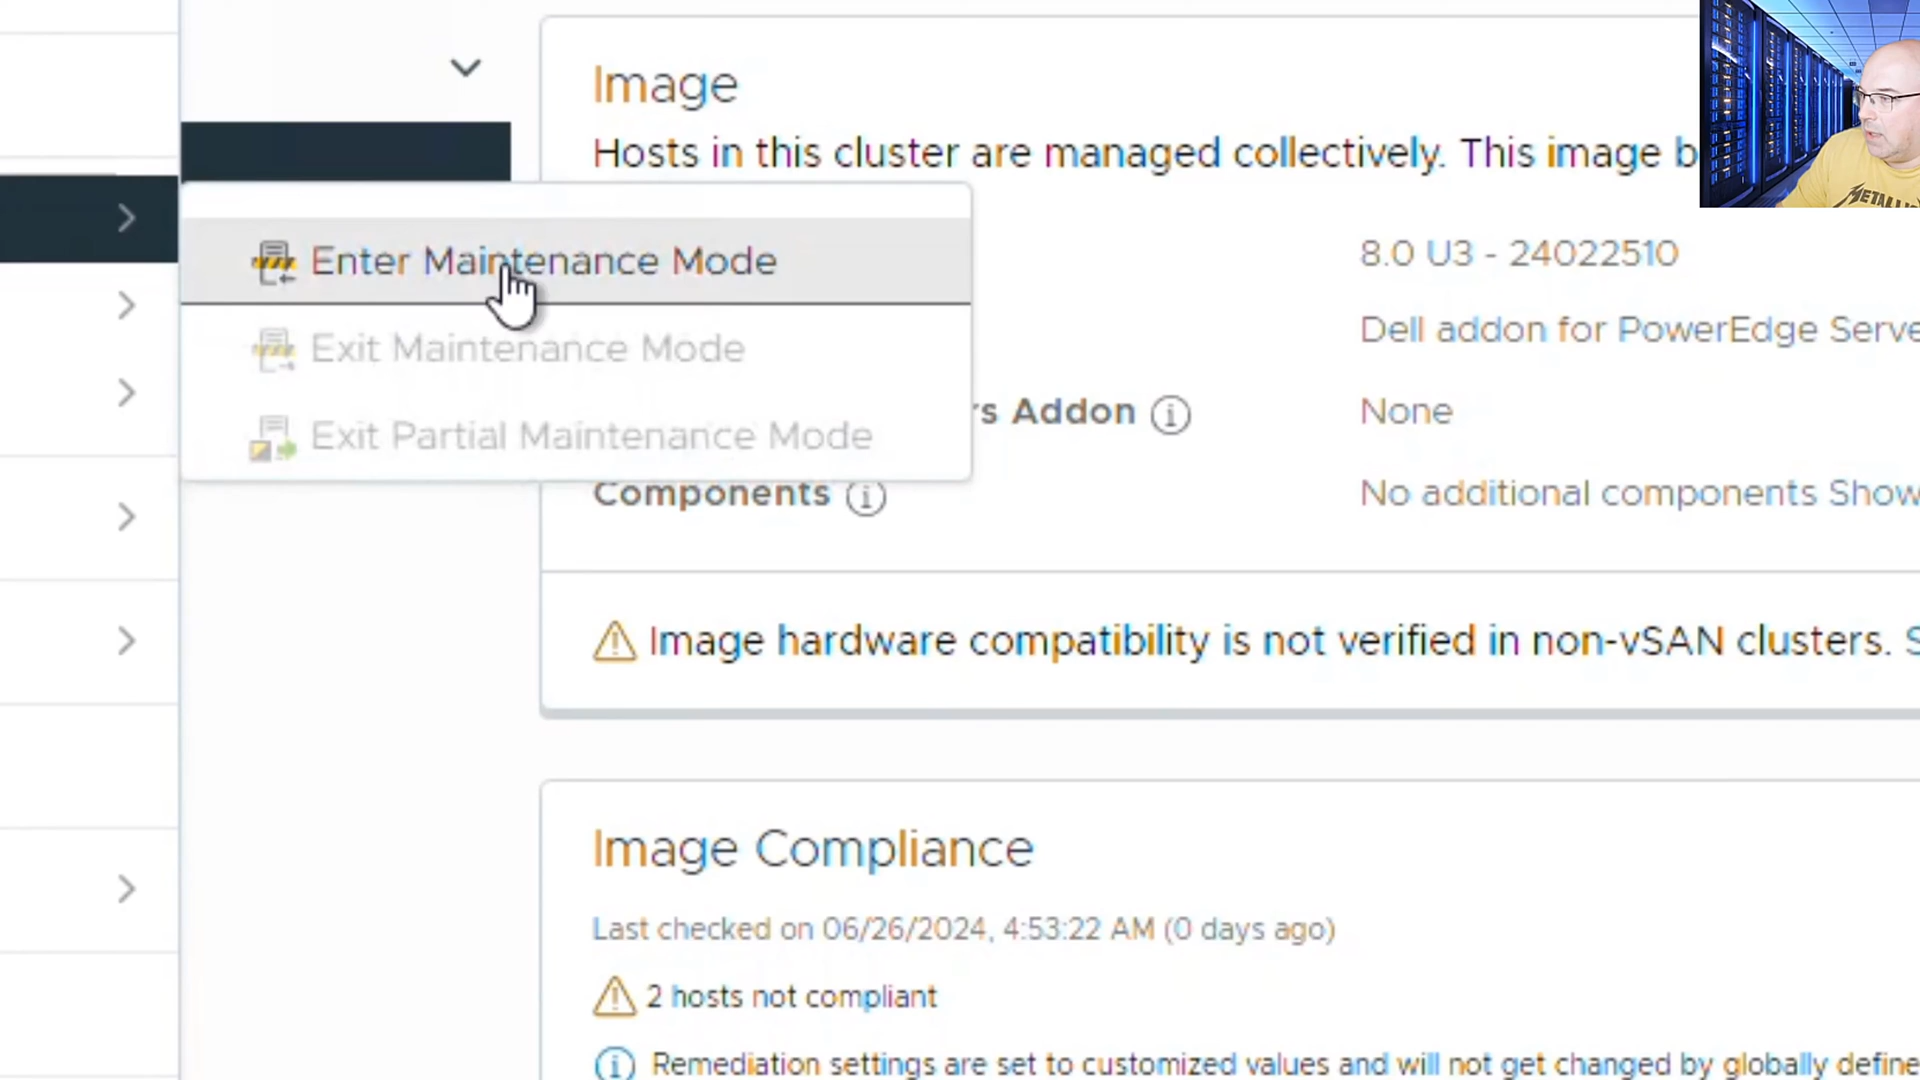 Image
Hosts in this cluster are managed collectively. This image b
Enter Maintenance Mode
8.0 U3 - 24022510
Dell addon for PowerEdge Serve
Exit Maintenance Mode
rs Addon
None
Exit Partial Maintenance Mode
Components
No additional components Show
Image hardware compatibility is not verified in non-vSAN clusters. S
Image Compliance
Last checked on 06/26/2024, 4:53:22 AM (0 days ago)
2 hosts not compliant
Remediation settings are set to customized values and will not get changed by globally define
METALLIC